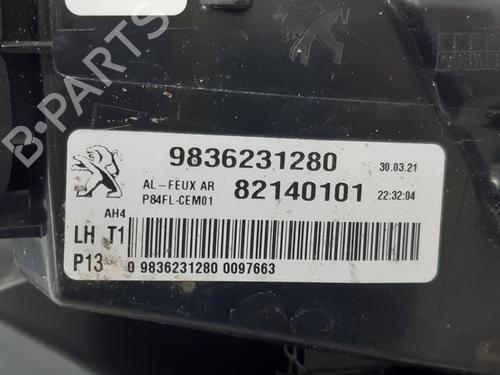 B-PARTS
9836231280 30.03.21
AL-FEUX AR 82140101 22:32:04
P84FL-CEM01
AH4
LH T1
P13 0 9836231280 0097663